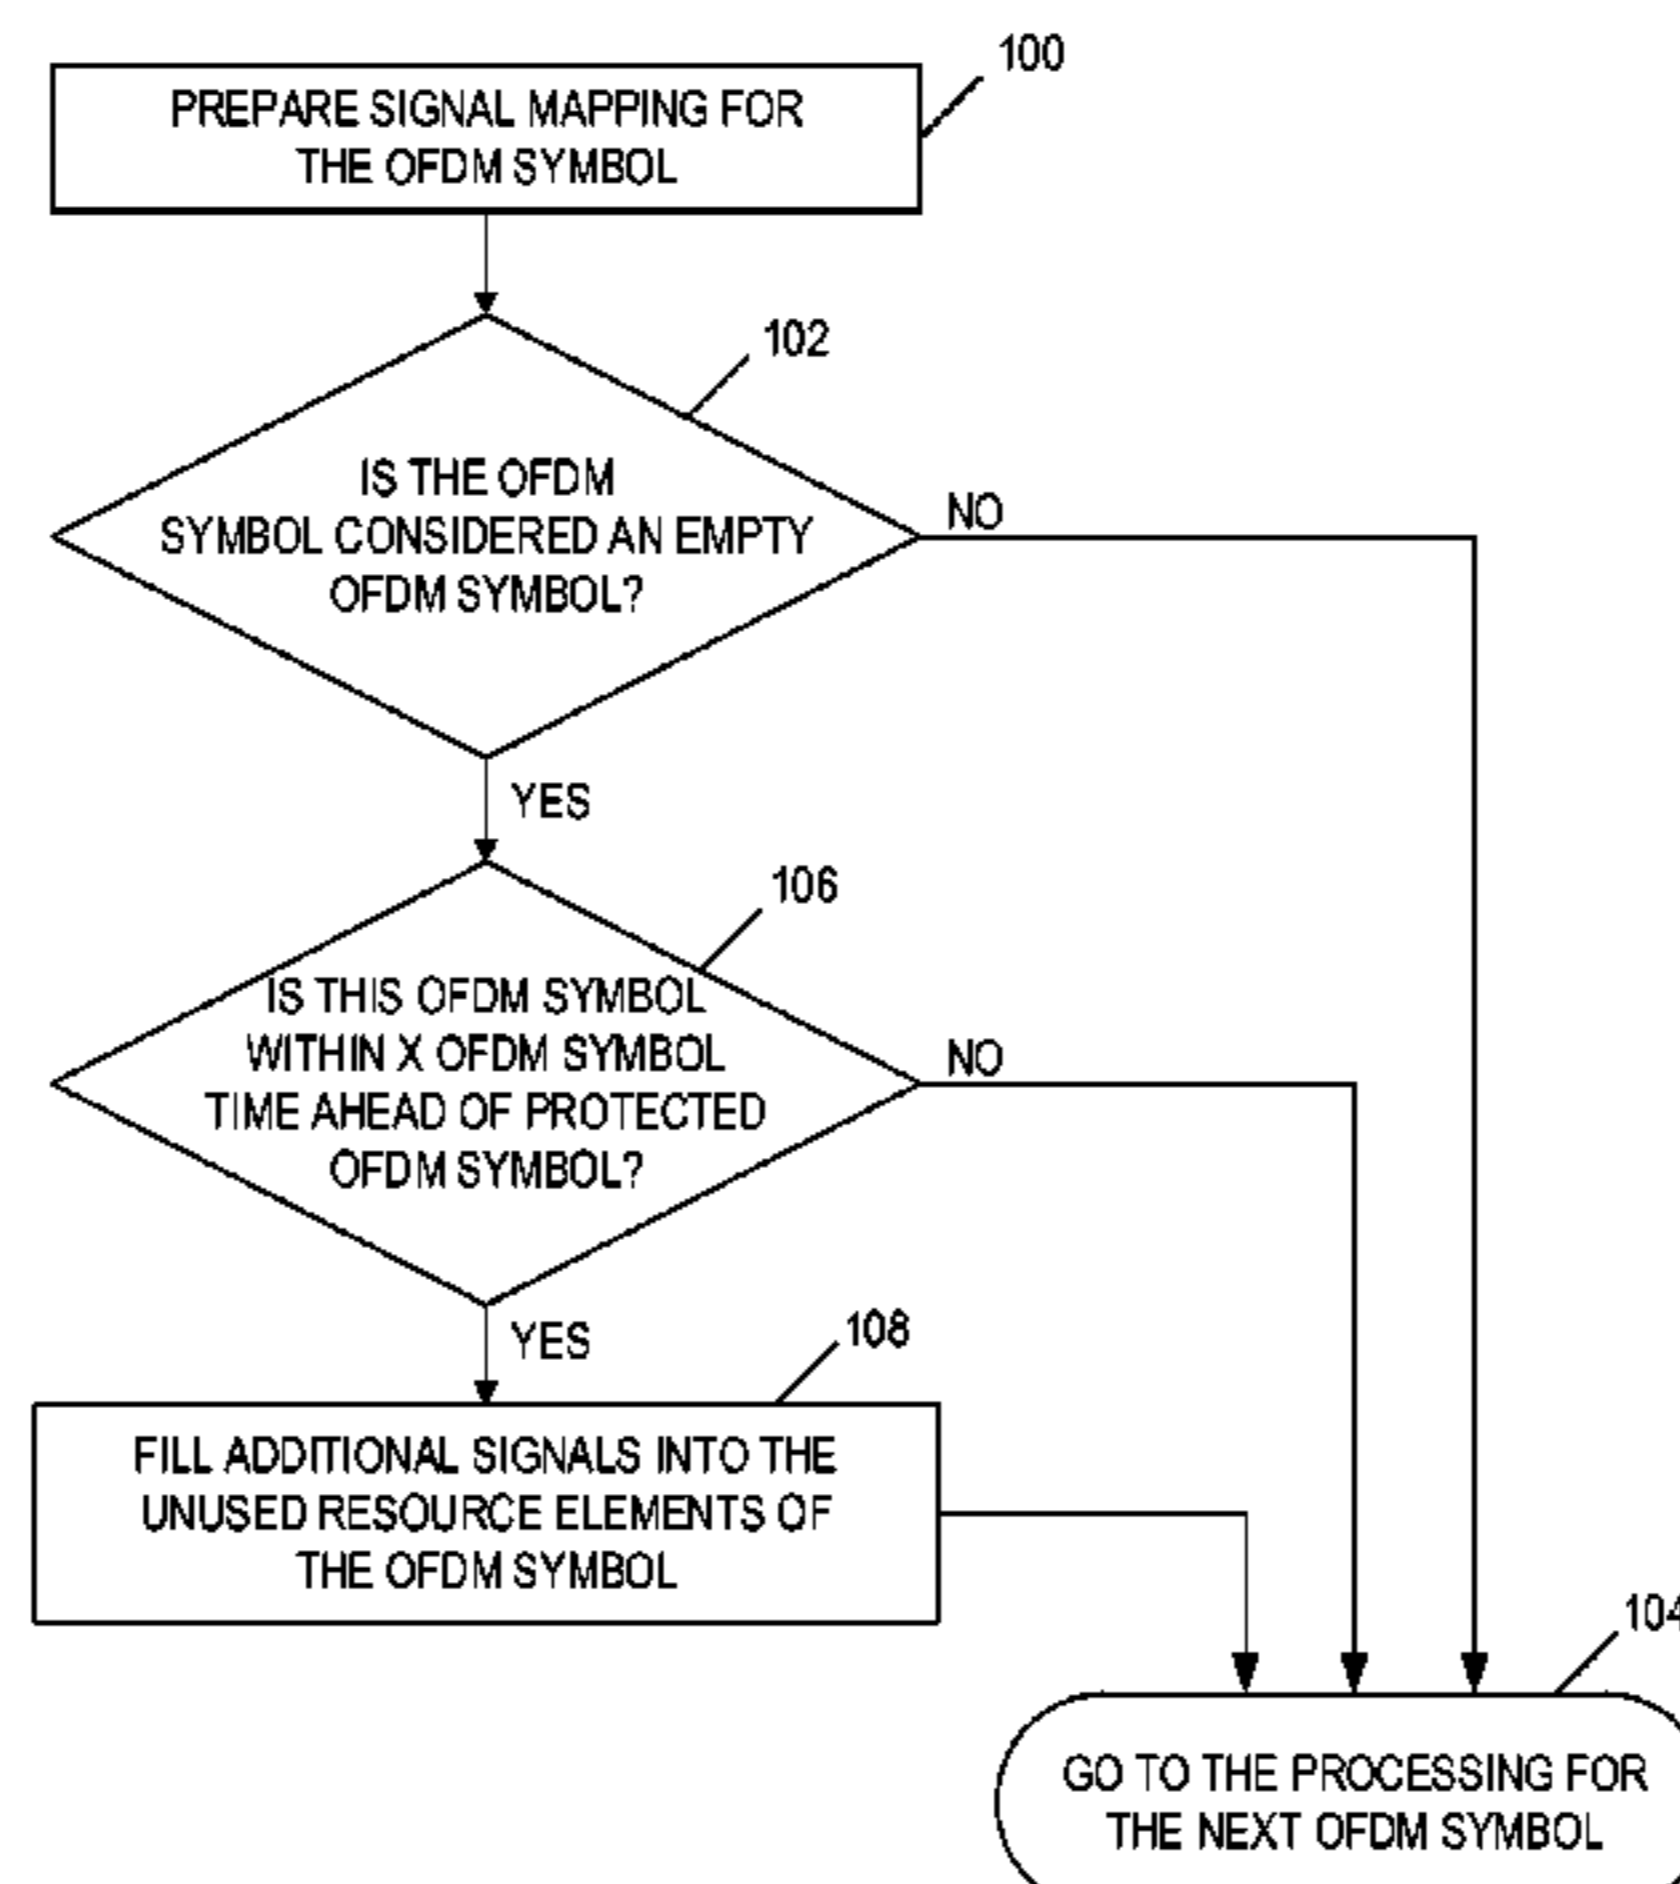 100
PREPARE SIGNAL MAPPING FOR
THE OFDM SYMBOL
102
IS THE OFDM
SYMBOL CONSIDERED AN EMPTY
OFDM SYMBOL?
NO
YES
106
IS THIS OFDM SYMBOL
WITHIN X OFDM SYMBOL
TIME AHEAD OF PROTECTED
OFDM SYMBOL?
NO
YES
108
FILL ADDITIONAL SIGNALS INTO THE
UNUSED RESOURCE ELEMENTS OF
THE OFDM SYMBOL
104
GO TO THE PROCESSING FOR
THE NEXT OFDM SYMBOL